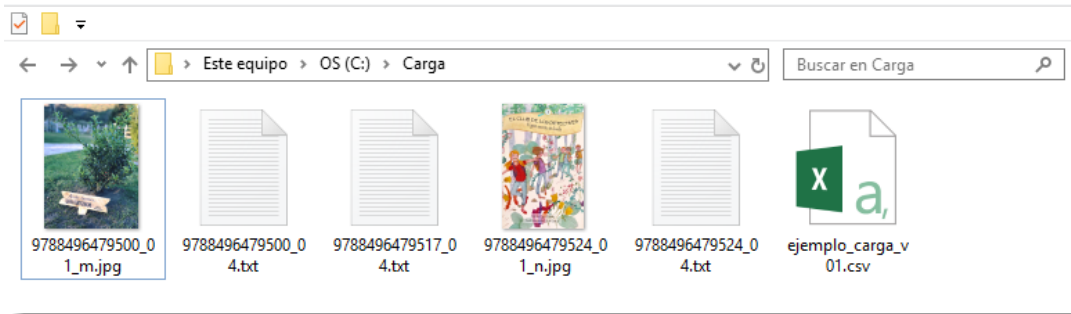 Este equipo > OS (C:) > Carga
Buscar en Carga
9788496479500_0
1_m.jpg
9788496479500_0
4.txt
9788496479517_0
4.txt
9788496479524_0
1_n.jpg
9788496479524_0
4.txt
ejemplo_carga_v
01.csv
X
a,